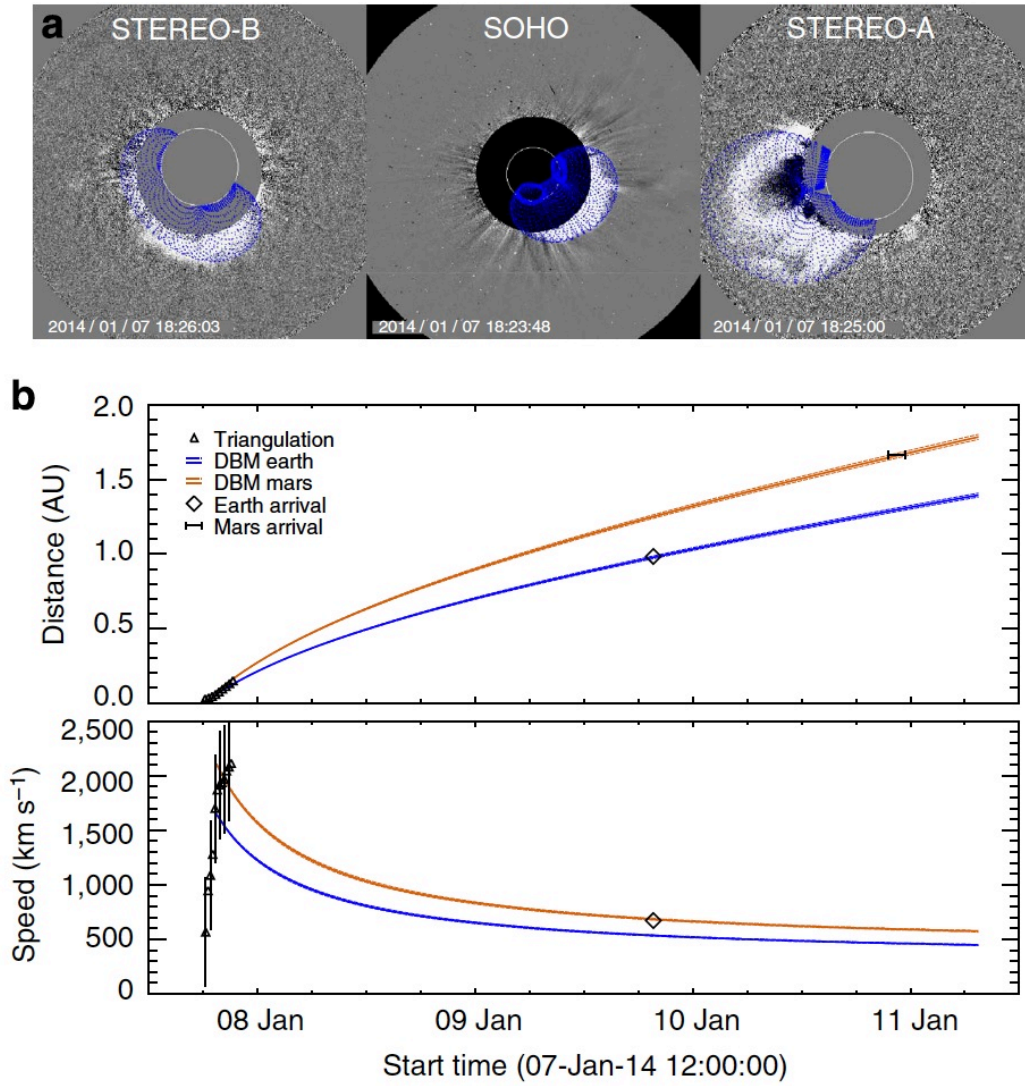 a
STEREO-B
SOHO
STEREO-A
2014 / 01 / 07 18:26:03
2014 / 01 / 07 18:23:48
2014 / 01 / 07 18:25:00
b
Distance (AU)
2.0
1.5
1.0
0.5
0.0
Triangulation
DBM earth
DBM mars
Earth arrival
Mars arrival
Speed (km s⁻¹)
2,500
2,000
1,500
1,000
500
0
08 Jan
09 Jan
10 Jan
11 Jan
Start time (07-Jan-14 12:00:00)